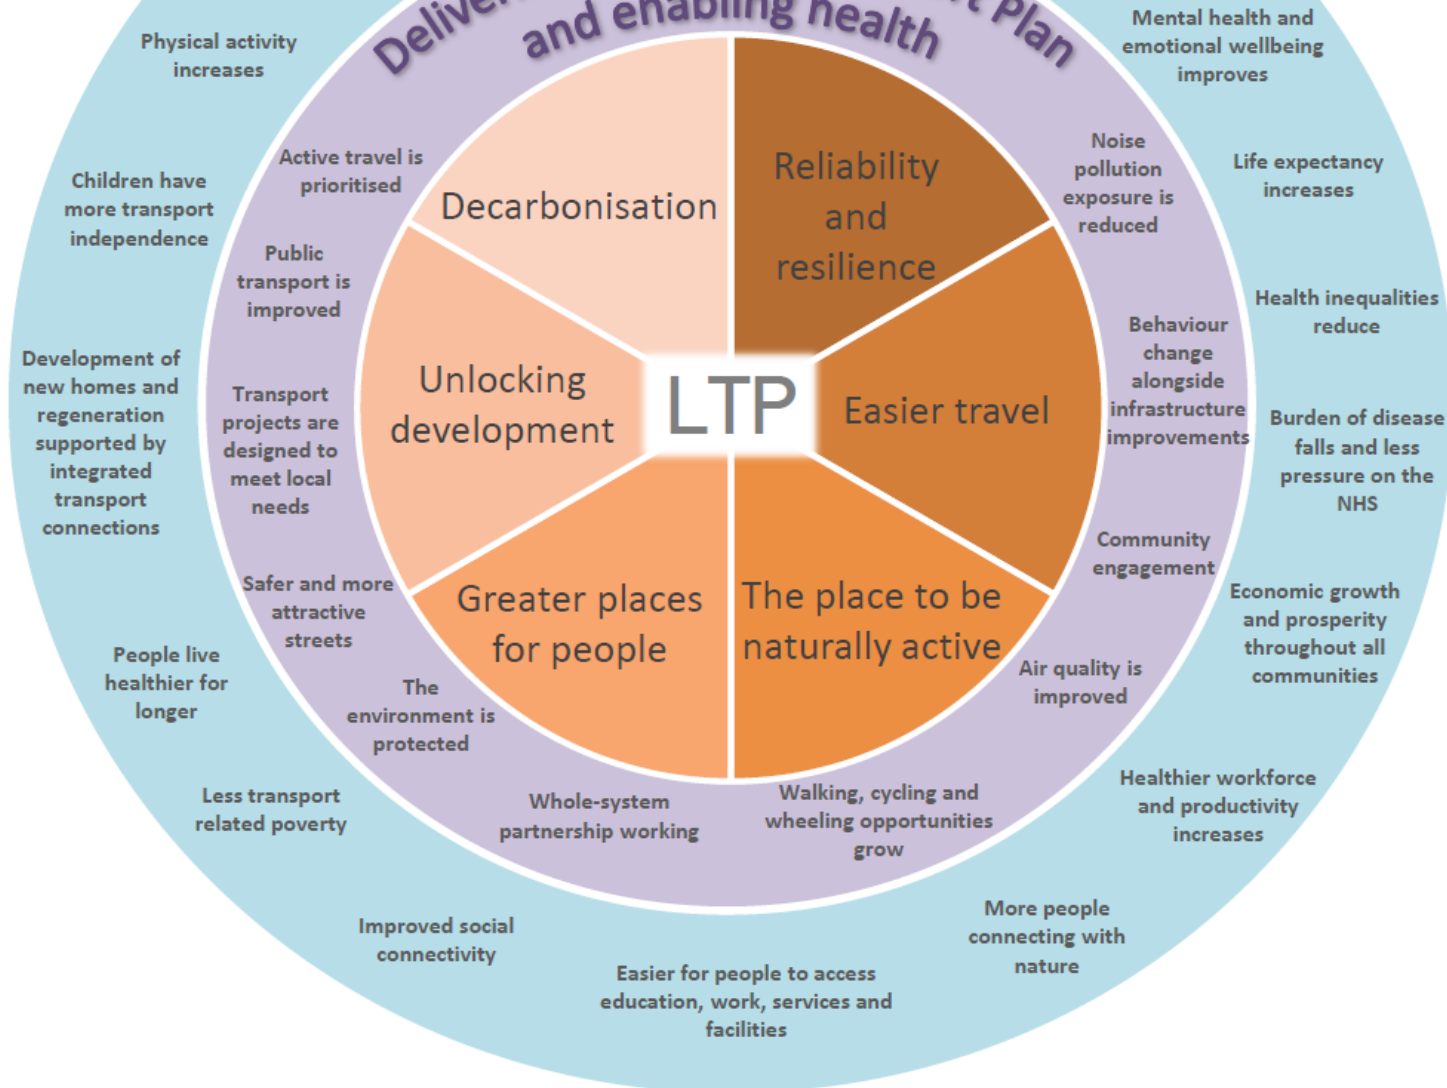 and enabling health
Plan
Physical activity
increases
Children have
more transport
independence
Development of
new homes and
regeneration
supported by
integrated
transport
connections
People live
healthier for
longer
Less transport
related poverty
Improved social
connectivity
Easier for people to access
education, work, services and
facilities
More people
connecting with
nature
Healthier workforce
and productivity
increases
Economic growth
and prosperity
throughout all
communities
Burden of disease
falls and less
pressure on the
NHS
Health inequalities
reduce
Life expectancy
increases
Mental health and
emotional wellbeing
improves
Active travel is
prioritised
Public
transport is
improved
Transport
projects are
designed to
meet local
needs
Safer and more
attractive
streets
The
environment is
protected
Whole-system
partnership working
Walking, cycling and
wheeling opportunities
grow
Air quality is
improved
Community
engagement
Behaviour
change
alongside
infrastructure
improvements
Noise
pollution
exposure is
reduced
Decarbonisation
Reliability
and
resilience
Unlocking
development
LTP
Easier travel
Greater places
for people
The place to be
naturally active